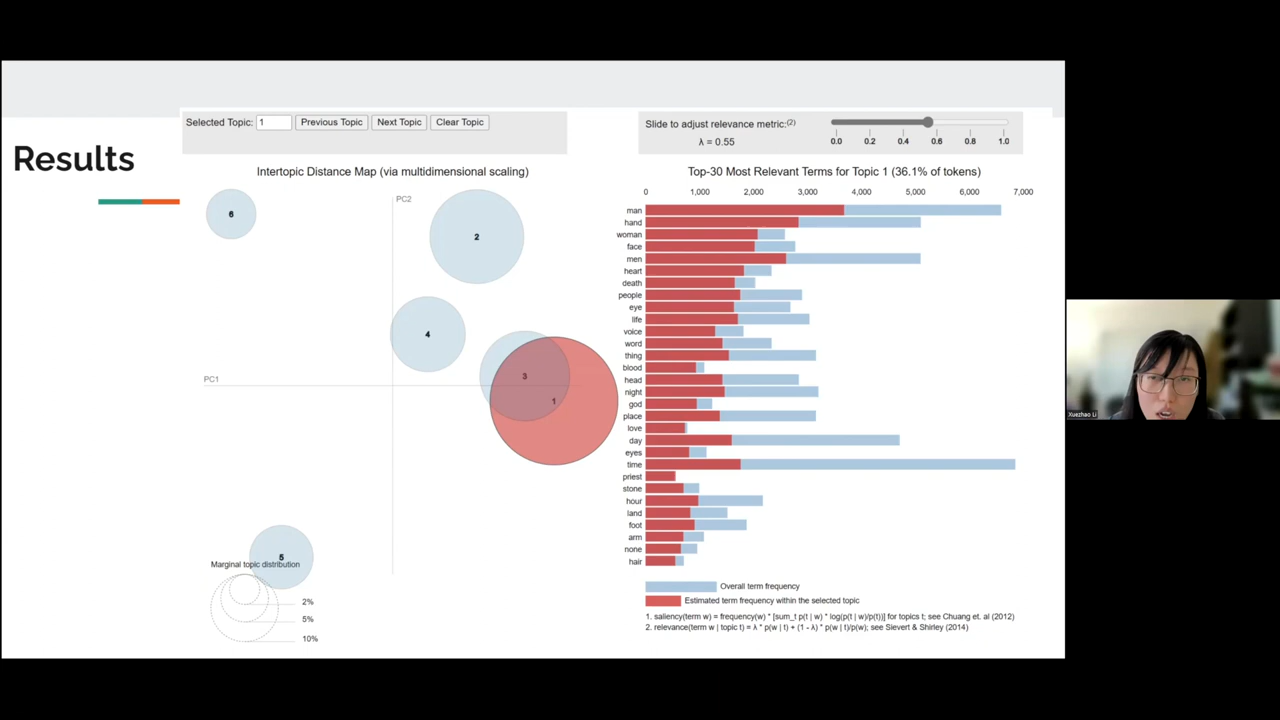 Results
Selected Topic: 1 Previous Topic Next Topic Clear Topic
Slide to adjust relevance metric:(2)
λ = 0.55
0.0 0.2 0.4 0.6 0.8 1.0
Intertopic Distance Map (via multidimensional scaling)
PC2
PC1
6
2
4
3
1
5
Marginal topic distribution
2%
5%
10%
Top-30 Most Relevant Terms for Topic 1 (36.1% of tokens)
0 1,000 2,000 3,000 4,000 5,000 6,000 7,000
man
hand
woman
face
men
heart
death
people
eye
life
voice
word
thing
blood
head
night
god
place
love
day
eyes
time
priest
stone
hour
land
foot
arm
none
hair
Overall term frequency
Estimated term frequency within the selected topic
1. saliency(term w) = frequency(w) * [sum_t p(t | w) * log(p(t | w)/p(t))] for topics t; see Chuang et. al (2012)
2. relevance(term w | topic t) = λ * p(w | t) + (1 - λ) * p(w | t)/p(w); see Sievert & Shirley (2014)
Xuezhao Li